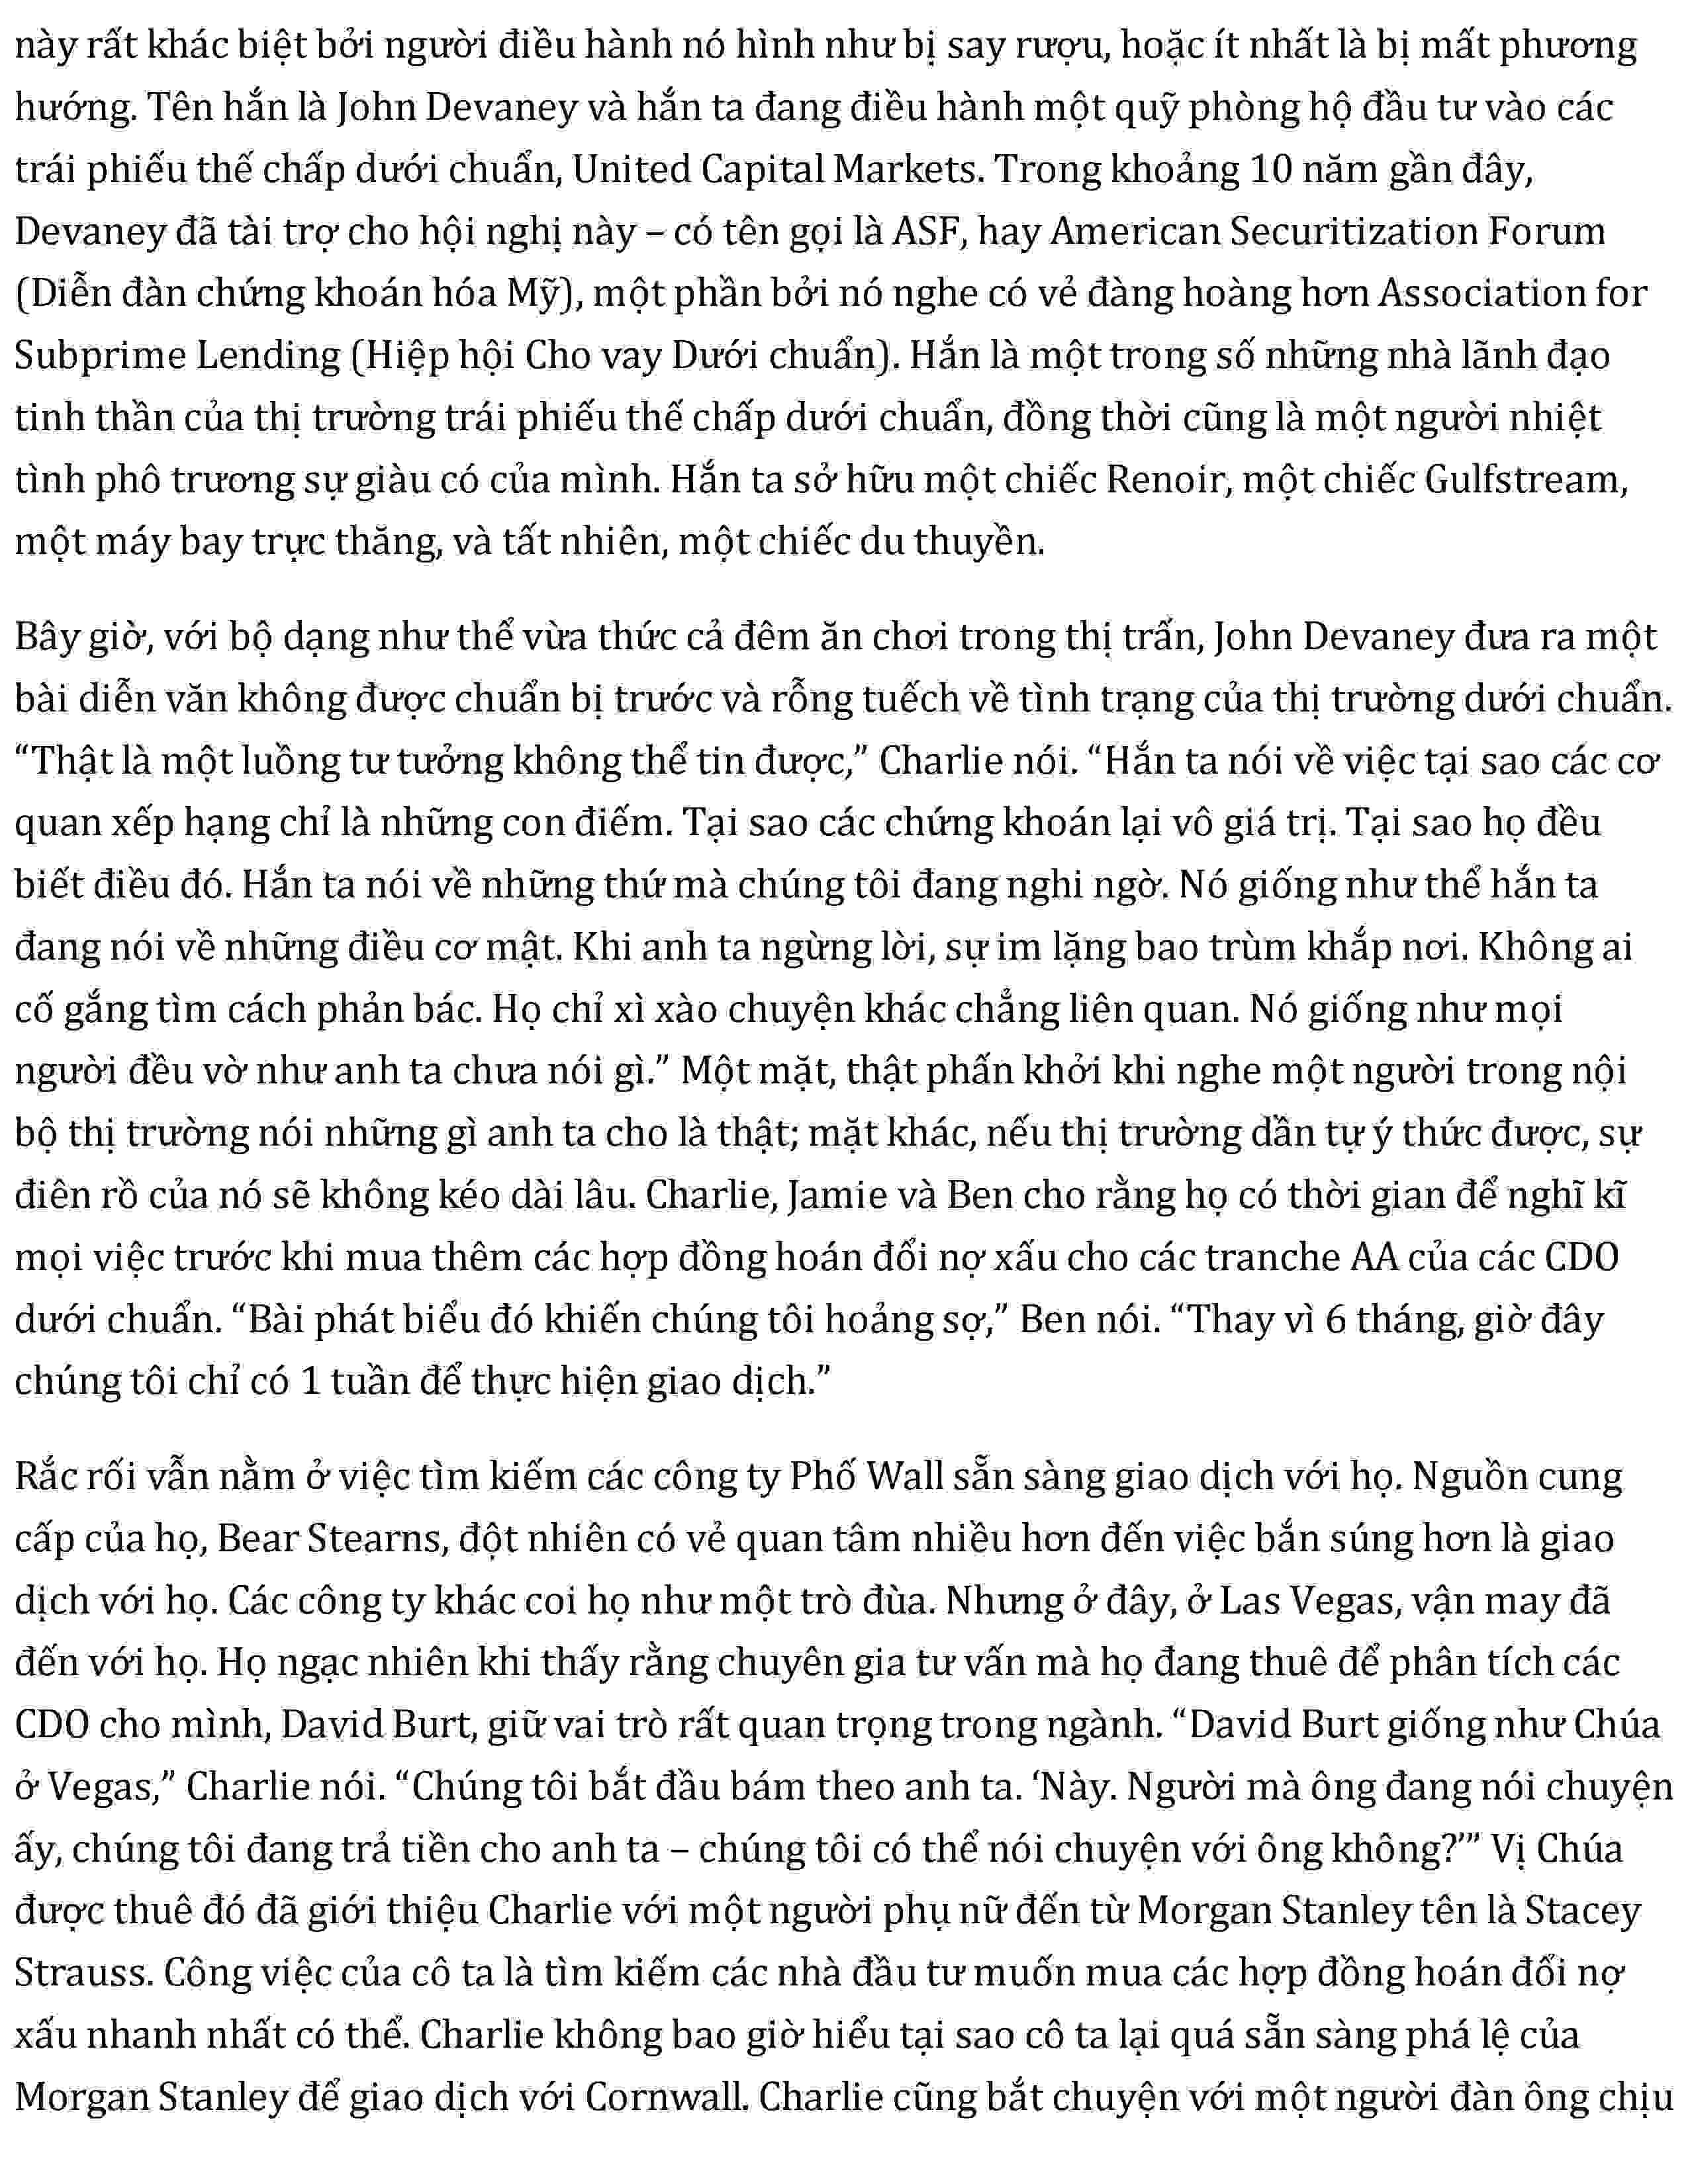 này rất khác biệt bởi người điều hành nó hình như bị say rượu, hoặc ít nhất là bị mất phương
hướng. Tên hắn là John Devaney và hắn ta đang điều hành một quỹ phòng hộ đầu tư vào các
trái phiếu thế chấp dưới chuẩn, United Capital Markets. Trong khoảng 10 năm gần đây,
Devaney đã tài trợ cho hội nghị này – có tên gọi là ASF, hay American Securitization Forum
(Diễn đàn chứng khoán hóa Mỹ), một phần bởi nó nghe có vẻ đàng hoàng hơn Association for
Subprime Lending (Hiệp hội Cho vay Dưới chuẩn). Hắn là một trong số những nhà lãnh đạo
tinh thần của thị trường trái phiếu thế chấp dưới chuẩn, đồng thời cũng là một người nhiệt
tình phô trương sự giàu có của mình. Hắn ta sở hữu một chiếc Renoir, một chiếc Gulfstream,
một máy bay trực thăng, và tất nhiên, một chiếc du thuyền.
Bây giờ, với bộ dạng như thể vừa thức cả đêm ăn chơi trong thị trấn, John Devaney đưa ra một
bài diễn văn không được chuẩn bị trước và rỗng tuếch về tình trạng của thị trường dưới chuẩn.
“Thật là một luồng tư tưởng không thể tin được,” Charlie nói. “Hắn ta nói về việc tại sao các cơ
quan xếp hạng chỉ là những con điếm. Tại sao các chứng khoán lại vô giá trị. Tại sao họ đều
biết điều đó. Hắn ta nói về những thứ mà chúng tôi đang nghi ngờ. Nó giống như thể hắn ta
đang nói về những điều cơ mật. Khi anh ta ngừng lời, sự im lặng bao trùm khắp nơi. Không ai
cố gắng tìm cách phản bác. Họ chỉ xì xào chuyện khác chẳng liên quan. Nó giống như mọi
người đều vờ như anh ta chưa nói gì.” Một mặt, thật phấn khởi khi nghe một người trong nội
bộ thị trường nói những gì anh ta cho là thật; mặt khác, nếu thị trường dần tự ý thức được, sự
điên rồ của nó sẽ không kéo dài lâu. Charlie, Jamie và Ben cho rằng họ có thời gian để nghĩ kĩ
mọi việc trước khi mua thêm các hợp đồng hoán đổi nợ xấu cho các tranche AA của các CDO
dưới chuẩn. “Bài phát biểu đó khiến chúng tôi hoảng sợ,” Ben nói. “Thay vì 6 tháng, giờ đây
chúng tôi chỉ có 1 tuần để thực hiện giao dịch.”
Rắc rối vẫn nằm ở việc tìm kiếm các công ty Phố Wall sẵn sàng giao dịch với họ. Nguồn cung
cấp của họ, Bear Stearns, đột nhiên có vẻ quan tâm nhiều hơn đến việc bắn súng hơn là giao
dịch với họ. Các công ty khác coi họ như một trò đùa. Nhưng ở đây, ở Las Vegas, vận may đã
đến với họ. Họ ngạc nhiên khi thấy rằng chuyên gia tư vấn mà họ đang thuê để phân tích các
CDO cho mình, David Burt, giữ vai trò rất quan trọng trong ngành. “David Burt giống như Chúa
ở Vegas,” Charlie nói. “Chúng tôi bắt đầu bám theo anh ta. ‘Này. Người mà ông đang nói chuyện
ấy, chúng tôi đang trả tiền cho anh ta – chúng tôi có thể nói chuyện với ông không?’” Vị Chúa
được thuê đó đã giới thiệu Charlie với một người phụ nữ đến từ Morgan Stanley tên là Stacey
Strauss. Công việc của cô ta là tìm kiếm các nhà đầu tư muốn mua các hợp đồng hoán đổi nợ
xấu nhanh nhất có thể. Charlie không bao giờ hiểu tại sao cô ta lại quá sẵn sàng phá lệ của
Morgan Stanley để giao dịch với Cornwall. Charlie cũng bắt chuyện với một người đàn ông chịu